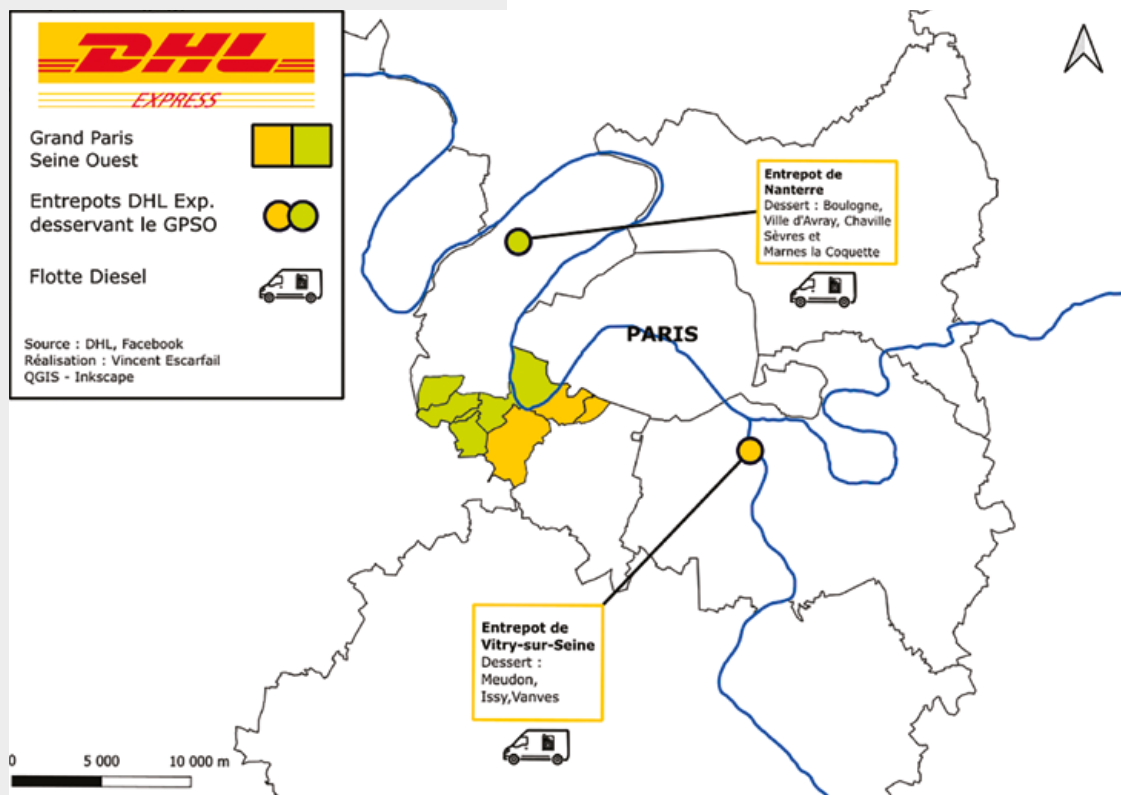 DHL
EXPRESS
Grand Paris
Seine Ouest
Entrepots DHL Exp.
desservant le GPSO
Flotte Diesel
Source : DHL, Facebook
Réalisation : Vincent Escarfail
QGIS - Inkscape
Entrepot de
Nanterre
Dessert : Boulogne,
Ville d'Avray, Chaville
Sèvres et
Marnes la Coquette
PARIS
Entrepot de
Vitry-sur-Seine
Dessert :
Meudon,
Issy,Vanves
0 5 000 10 000 m